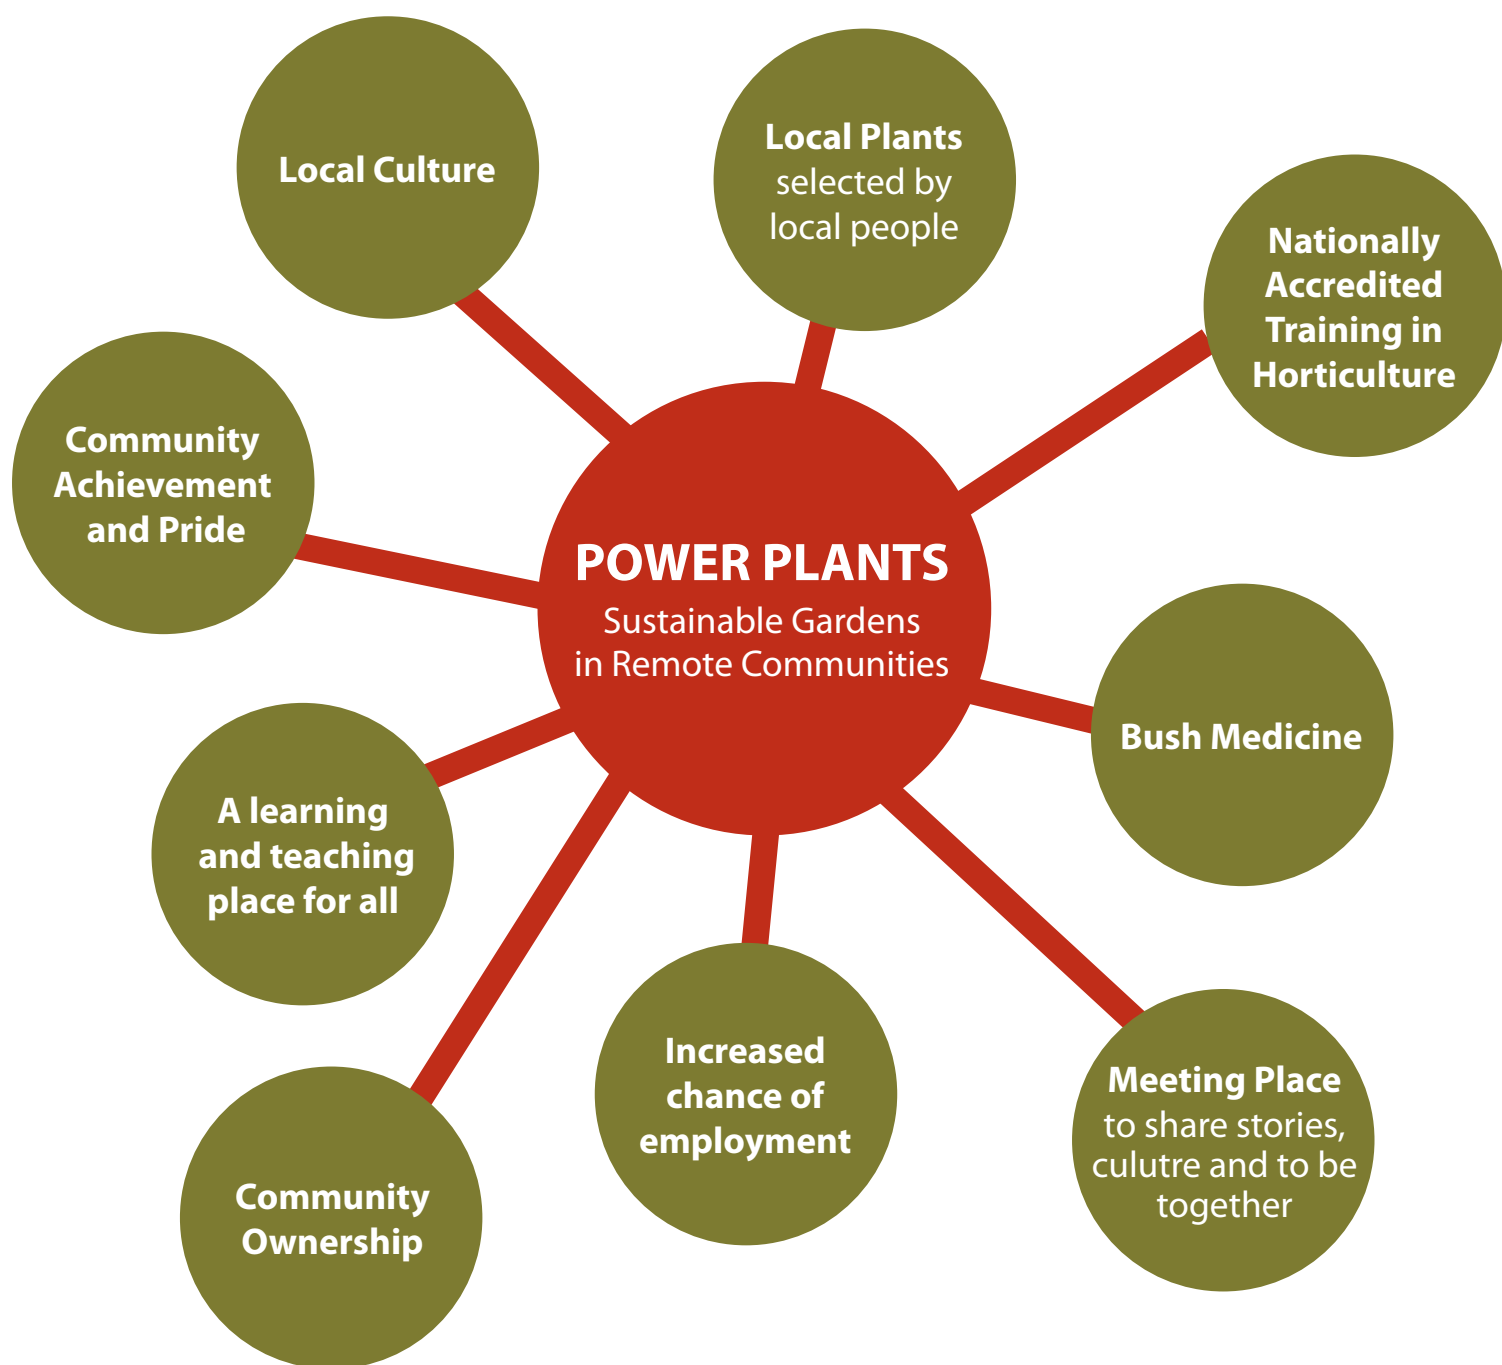 Local Culture
Local Plants
selected by
local people
Nationally
Accredited
Training in
Horticulture
Community
Achievement
and Pride
POWER PLANTS
Sustainable Gardens
in Remote Communities
Bush Medicine
A learning
and teaching
place for all
Increased
chance of
employment
Meeting Place
to share stories,
culutre and to be
together
Community
Ownership